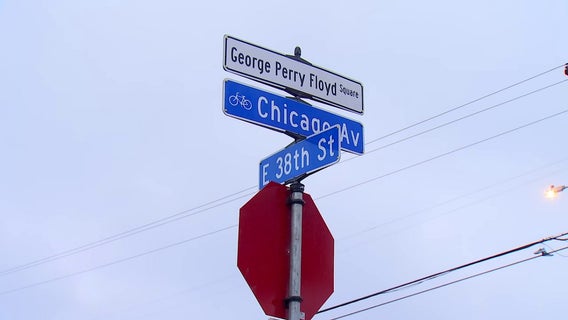 George Perry Floyd Square
Chicago Av
E 38th St